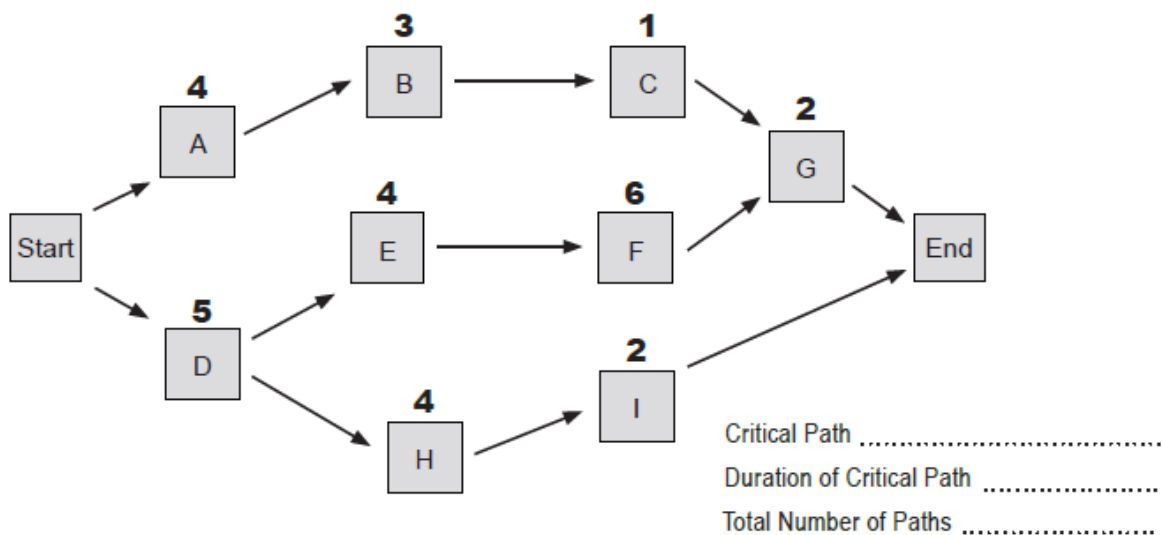 3
1
B
C
4
2
A
G
4
6
Start
E
F
End
5
2
D
4
I
H
Critical Path ................................
Duration of Critical Path ...................
Total Number of Paths .....................